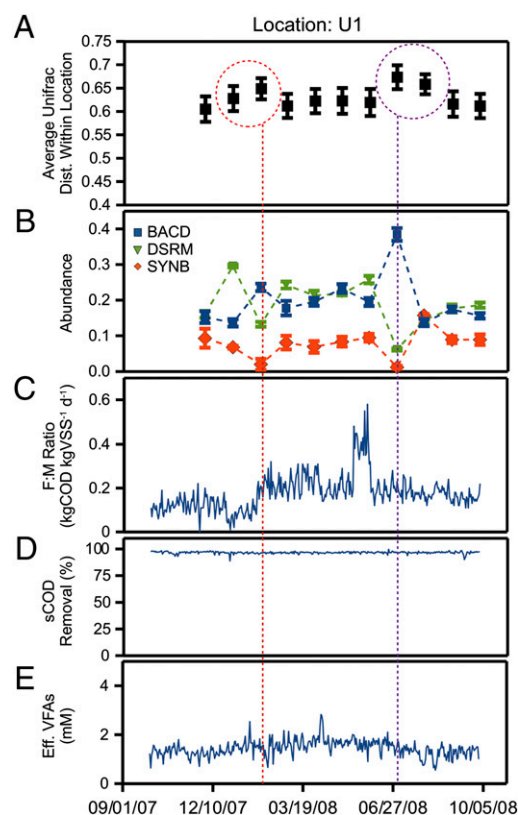 Location: U1
A
Average Unifrac
Dist. Within Location
0.75
0.7
0.65
0.6
0.55
0.5
0.45
0.4
B
Abundance
0.4
0.3
0.2
0.1
0.0
BACD
DSRM
SYNB
C
F:M Ratio
(kgCOD kgVSS⁻¹ d⁻¹)
0.6
0.4
0.2
0
D
sCOD
Removal (%)
100
75
50
25
0
E
Eff. VFAs
(mM)
4
2
0
09/01/07 12/10/07 03/19/08 06/27/08 10/05/08